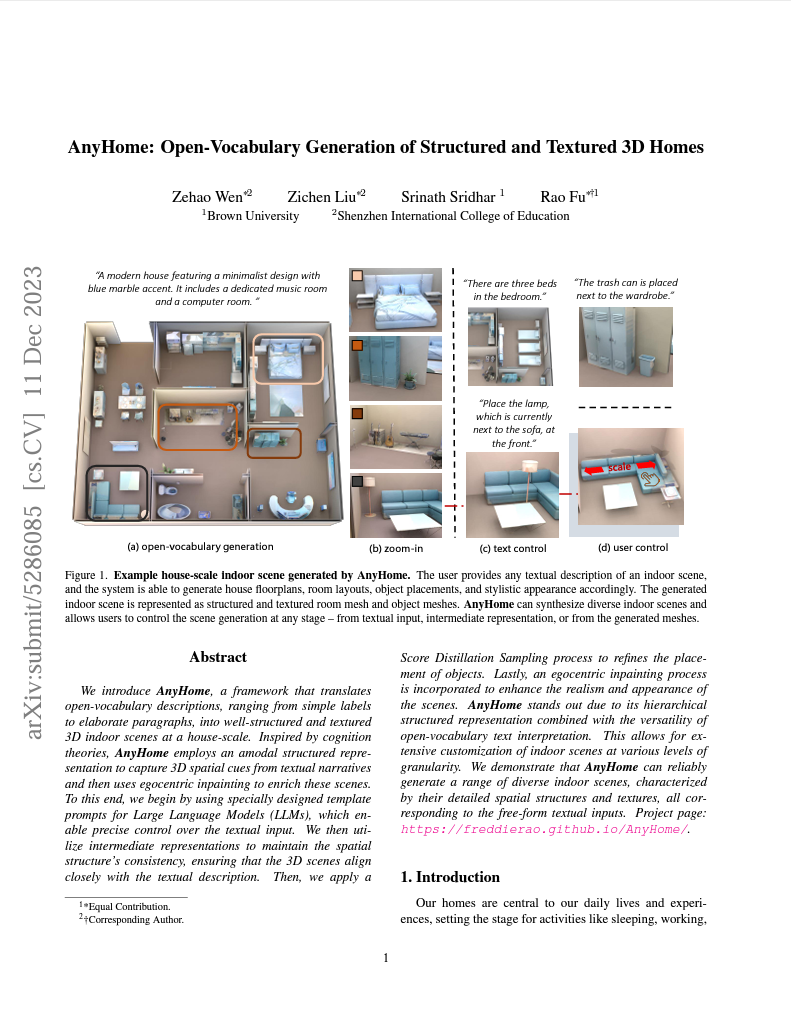 AnyHome: Open-Vocabulary Generation of Structured and Textured 3D Homes
Zehao Wen*2 Zichen Liu*2 Srinath Sridhar 1 Rao Fu*†1
1Brown University 2Shenzhen International College of Education
arXiv:submit/5286085 [cs.CV] 11 Dec 2023
“A modern house featuring a minimalist design with
blue marble accent. It includes a dedicated music room
and a computer room. “
“There are three beds
in the bedroom.”
“The trash can is placed
next to the wardrobe.”
“Place the lamp,
which is currently
next to the sofa, at
the front.”
scale
(a) open-vocabulary generation
(b) zoom-in
(c) text control
(d) user control
Figure 1. Example house-scale indoor scene generated by AnyHome. The user provides any textual description of an indoor scene,
and the system is able to generate house floorplans, room layouts, object placements, and stylistic appearance accordingly. The generated
indoor scene is represented as structured and textured room mesh and object meshes. AnyHome can synthesize diverse indoor scenes and
allows users to control the scene generation at any stage – from textual input, intermediate representation, or from the generated meshes.
Abstract
We introduce AnyHome, a framework that translates
open-vocabulary descriptions, ranging from simple labels
to elaborate paragraphs, into well-structured and textured
3D indoor scenes at a house-scale. Inspired by cognition
theories, AnyHome employs an amodal structured repre-
sentation to capture 3D spatial cues from textual narratives
and then uses egocentric inpainting to enrich these scenes.
To this end, we begin by using specially designed template
prompts for Large Language Models (LLMs), which en-
able precise control over the textual input. We then uti-
lize intermediate representations to maintain the spatial
structure’s consistency, ensuring that the 3D scenes align
closely with the textual description. Then, we apply a
1*Equal Contribution.
2†Corresponding Author.
Score Distillation Sampling process to refines the place-
ment of objects. Lastly, an egocentric inpainting process
is incorporated to enhance the realism and appearance of
the scenes. AnyHome stands out due to its hierarchical
structured representation combined with the versatility of
open-vocabulary text interpretation. This allows for ex-
tensive customization of indoor scenes at various levels of
granularity. We demonstrate that AnyHome can reliably
generate a range of diverse indoor scenes, characterized
by their detailed spatial structures and textures, all cor-
responding to the free-form textual inputs. Project page:
https://freddierao.github.io/AnyHome/.
1. Introduction
Our homes are central to our daily lives and experi-
ences, setting the stage for activities like sleeping, working,
1